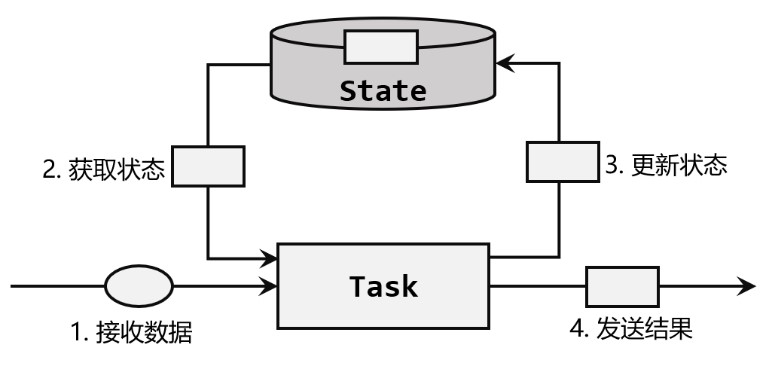 State
2. 获取状态
3. 更新状态
Task
1. 接收数据
4. 发送结果